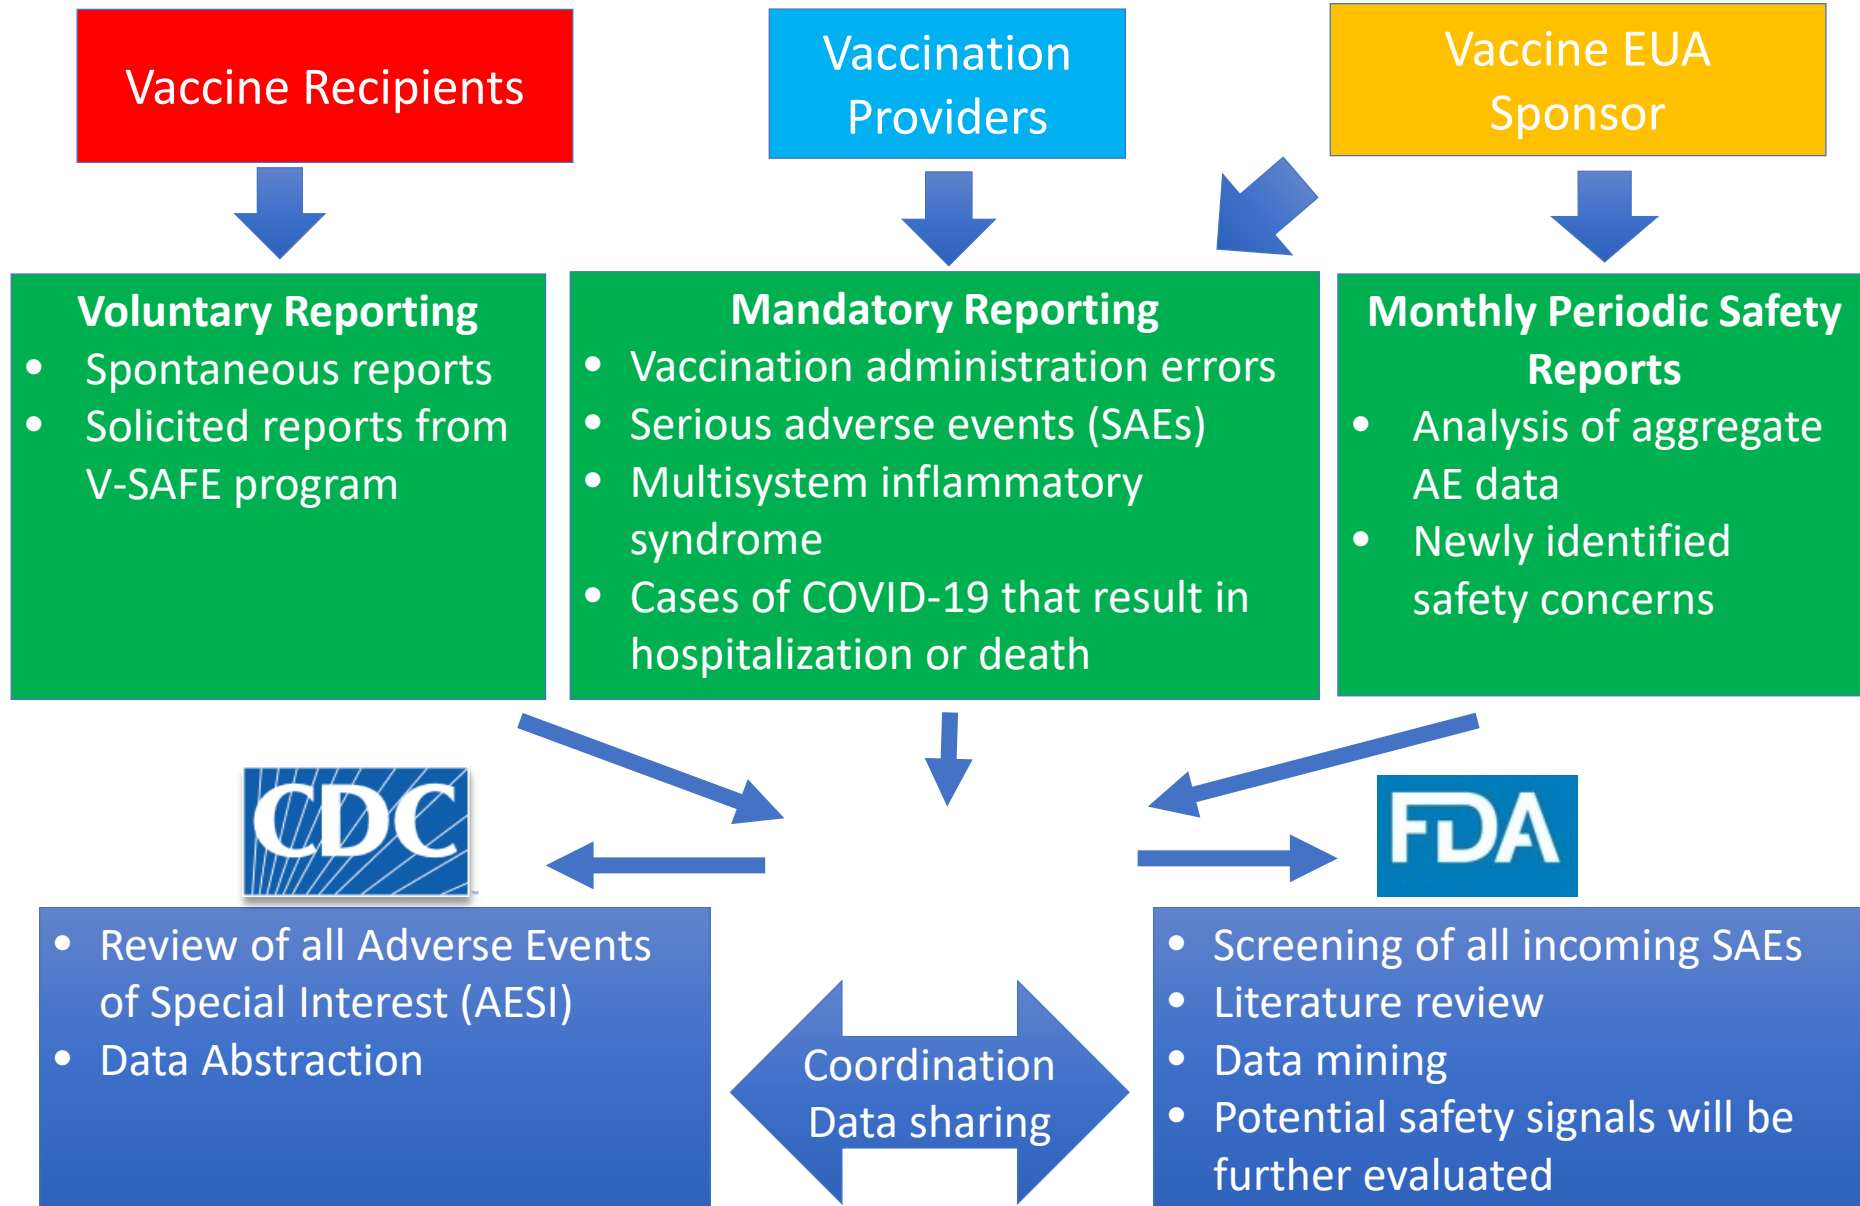 Vaccine Recipients
Vaccination
Providers
Vaccine EUA
Sponsor
Voluntary Reporting
• Spontaneous reports
• Solicited reports from
V-SAFE program
Mandatory Reporting
• Vaccination administration errors
• Serious adverse events (SAEs)
• Multisystem inflammatory
syndrome
• Cases of COVID-19 that result in
hospitalization or death
Monthly Periodic Safety
Reports
• Analysis of aggregate
AE data
• Newly identified
safety concerns
CDC
FDA
• Review of all Adverse Events
of Special Interest (AESI)
• Data Abstraction
Coordination
Data sharing
• Screening of all incoming SAEs
• Literature review
• Data mining
• Potential safety signals will be
further evaluated